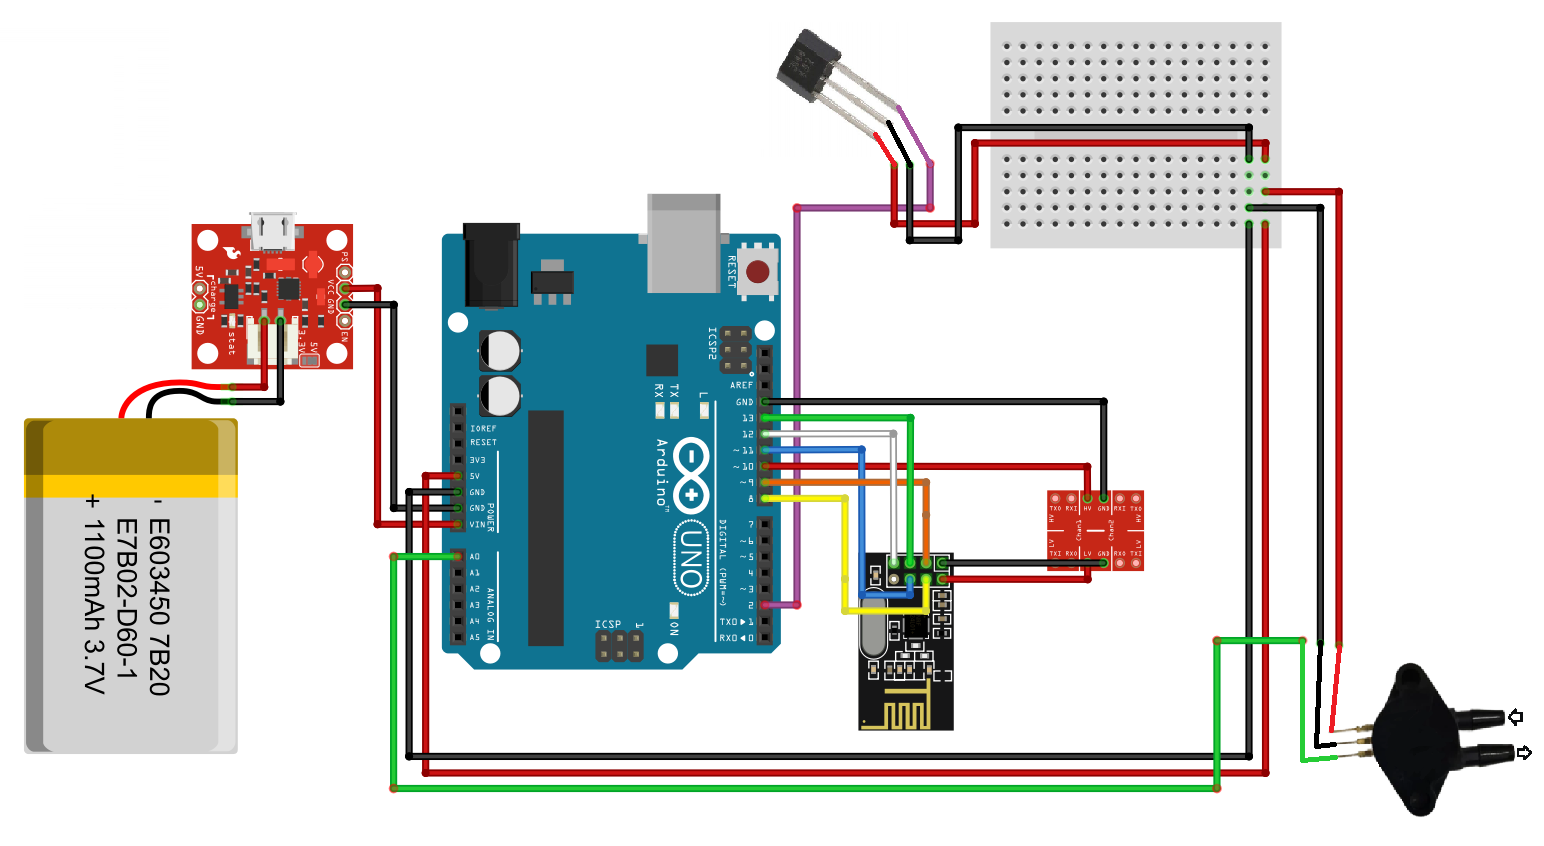 5V
Charge
GND
stat
PS
VCC
GND
EN
3.3V
5V
- E603450 7B20
E7B02-D60-1
+ 1100mAh 3.7V
RESET
ICSP2
AREF
GND
13
12
~11
~10
~9
8
7
~6
~5
4
~3
2
TX0▶1
RX0◀0
DIGITAL (PWM=~)
RX
TX
L
Arduino™
UNO
ON
ICSP
1
IOREF
RESET
3V3
5V
GND
GND
VIN
POWER
A0
A1
A2
A3
A4
A5
ANALOG IN
TXO RXI HV GND RXI TXO
HV
Chan1
Chan2
HV
LV
LV
TXI RXO LV GND RXO TXI